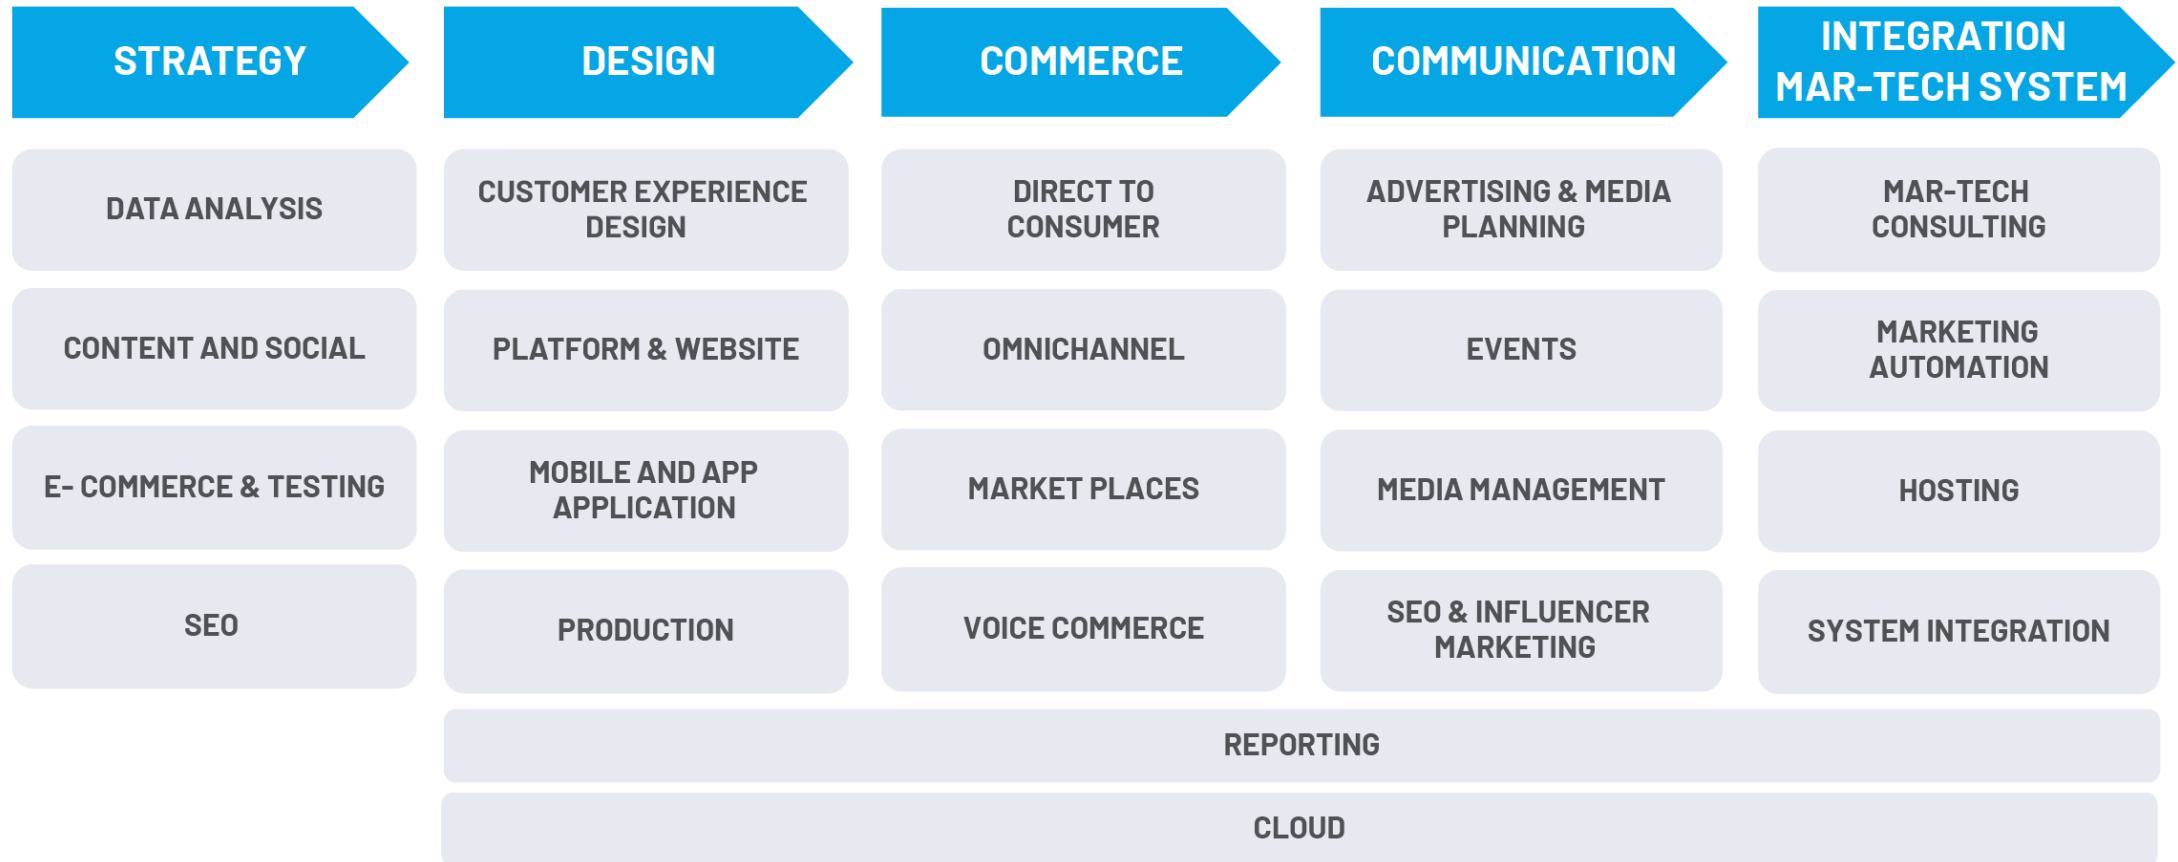 STRATEGY
DESIGN
COMMERCE
COMMUNICATION
INTEGRATION
MAR-TECH SYSTEM
DATA ANALYSIS
CUSTOMER EXPERIENCE
DESIGN
DIRECT TO
CONSUMER
ADVERTISING & MEDIA
PLANNING
MAR-TECH
CONSULTING
CONTENT AND SOCIAL
PLATFORM & WEBSITE
OMNICHANNEL
EVENTS
MARKETING
AUTOMATION
E- COMMERCE & TESTING
MOBILE AND APP
APPLICATION
MARKET PLACES
MEDIA MANAGEMENT
HOSTING
SEO
PRODUCTION
VOICE COMMERCE
SEO & INFLUENCER
MARKETING
SYSTEM INTEGRATION
REPORTING
CLOUD